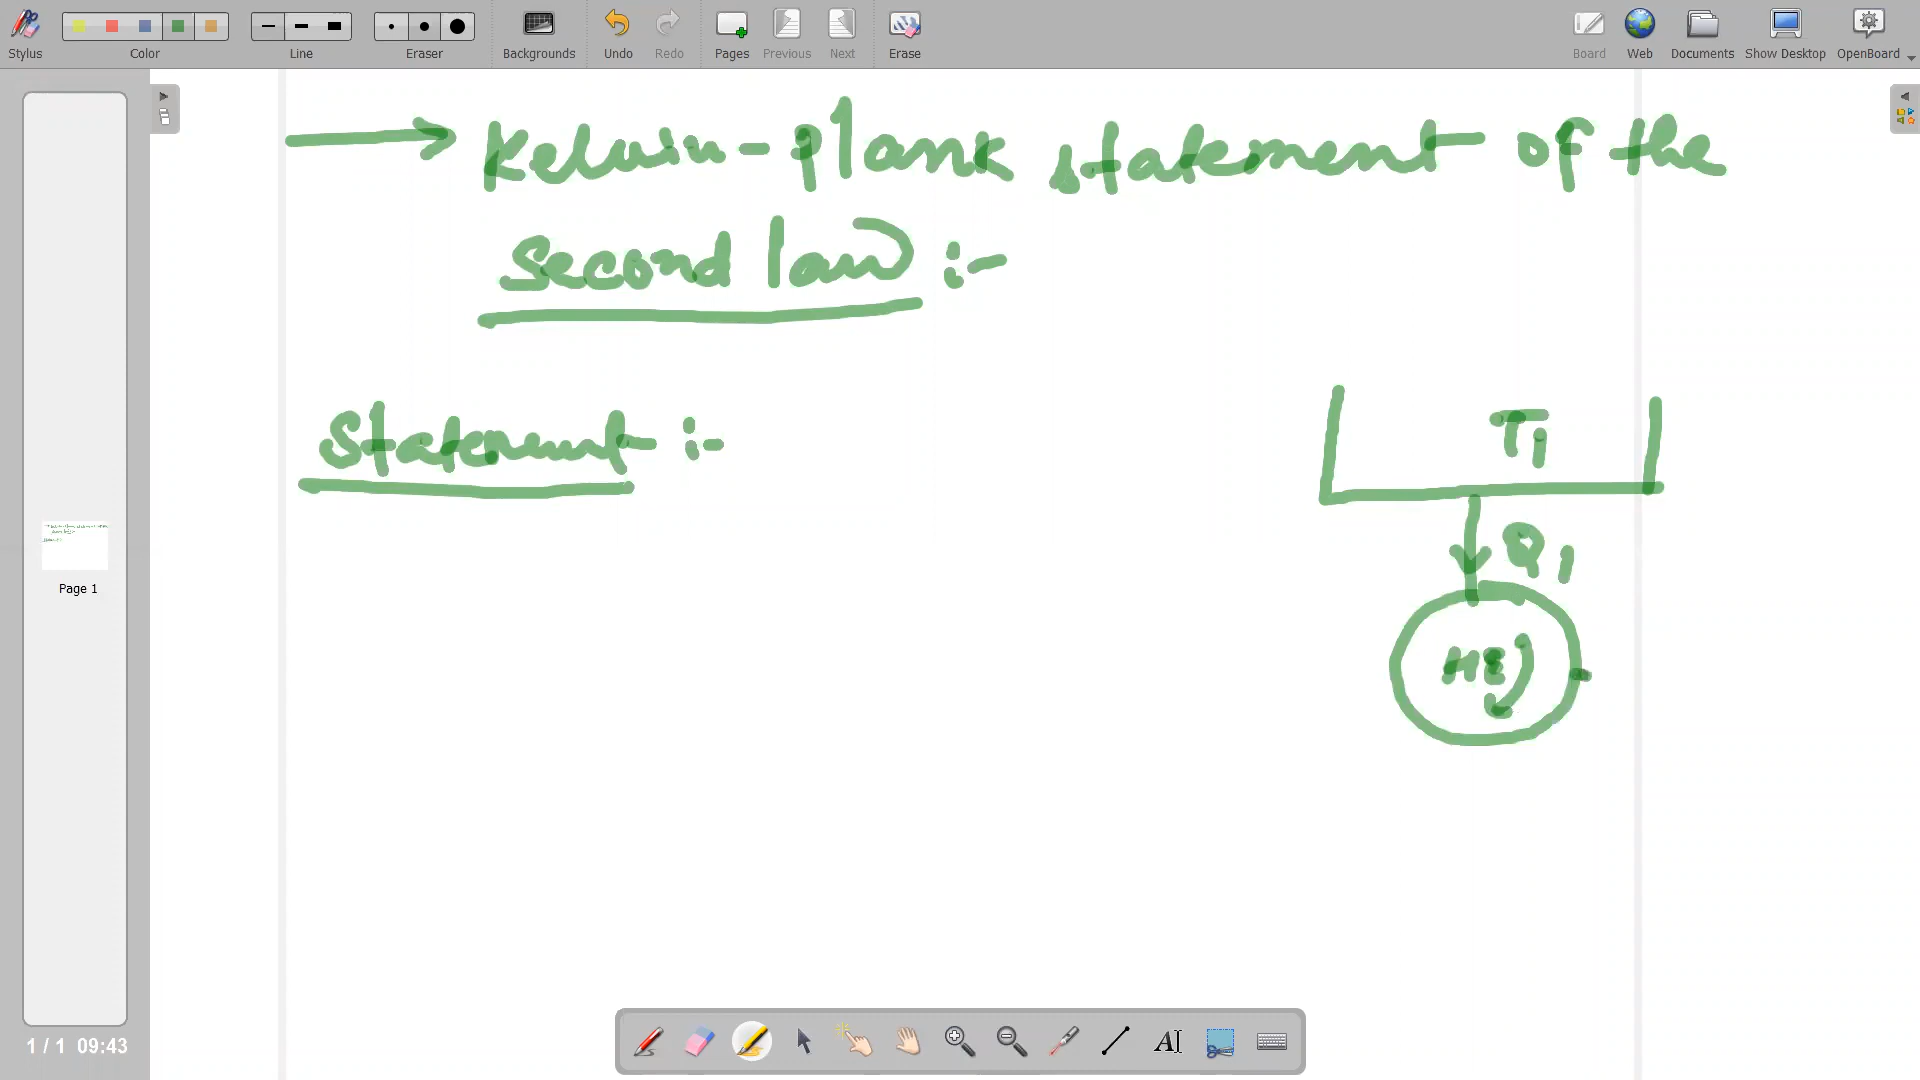 Stylus
Color
Line
Eraser
Backgrounds
Undo
Redo
Pages
Previous
Next
Erase
Board
Web
Documents
Show Desktop
OpenBoard
→ Kelvin-plank statement of the
second law :-
Statement :-
T1
Q1
HE
Page 1
1 / 1 09:43